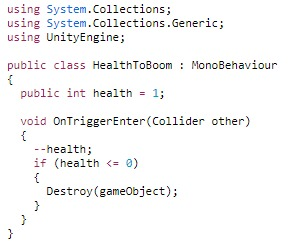 using System.Collections;
using System.Collections.Generic;
using UnityEngine;

public class HealthToBoom : MonoBehaviour
{
  public int health = 1;

  void OnTriggerEnter(Collider other)
  {
    --health;
    if (health <= 0)
    {
      Destroy(gameObject);
    }
  }
}